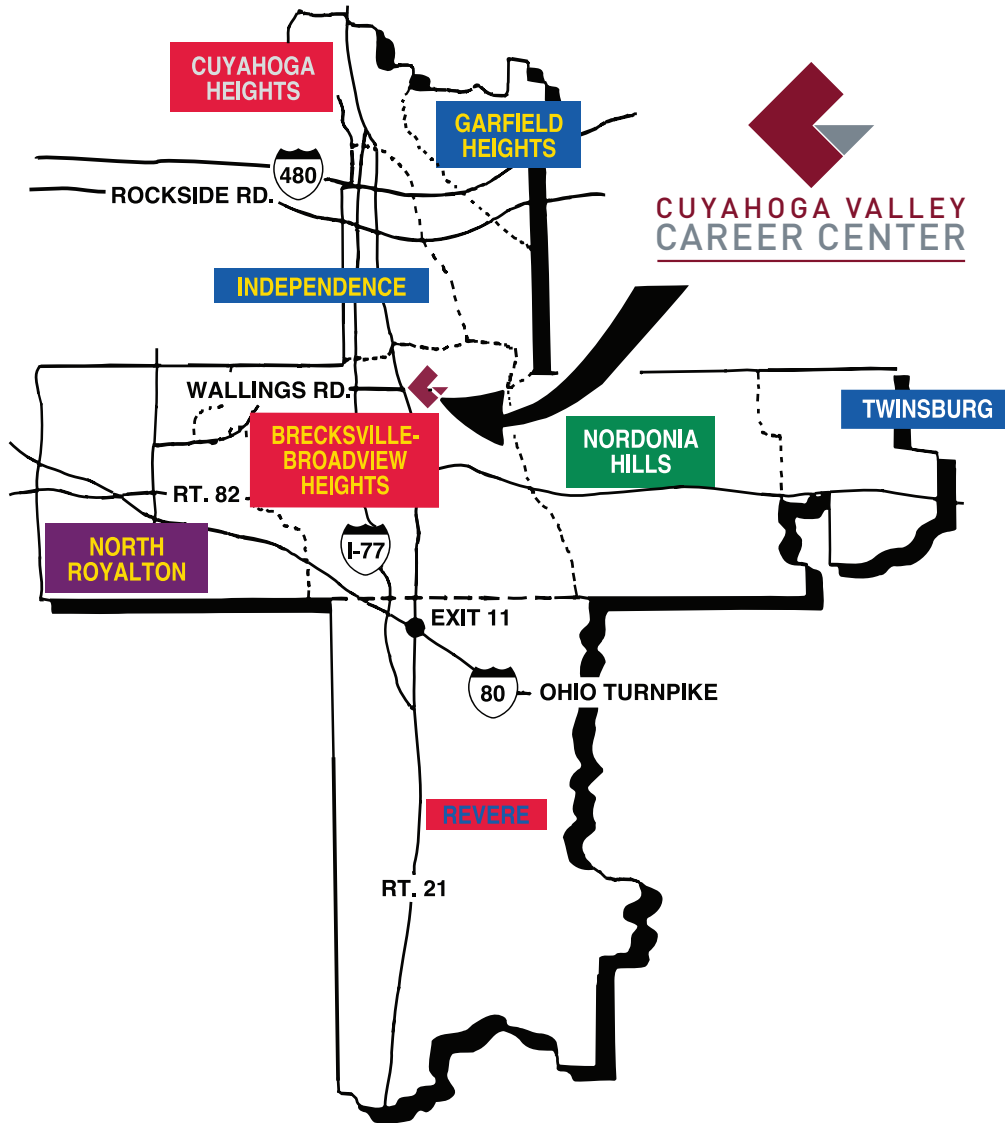 CUYAHOGA
HEIGHTS
GARFIELD
HEIGHTS
480
ROCKSIDE RD.
CUYAHOGA VALLEY
CAREER CENTER
INDEPENDENCE
WALLINGS RD.
TWINSBURG
BRECKSVILLE-
BROADVIEW
HEIGHTS
NORDONIA
HILLS
RT. 82
NORTH
ROYALTON
I-77
EXIT 11
80
OHIO TURNPIKE
REVERE
RT. 21